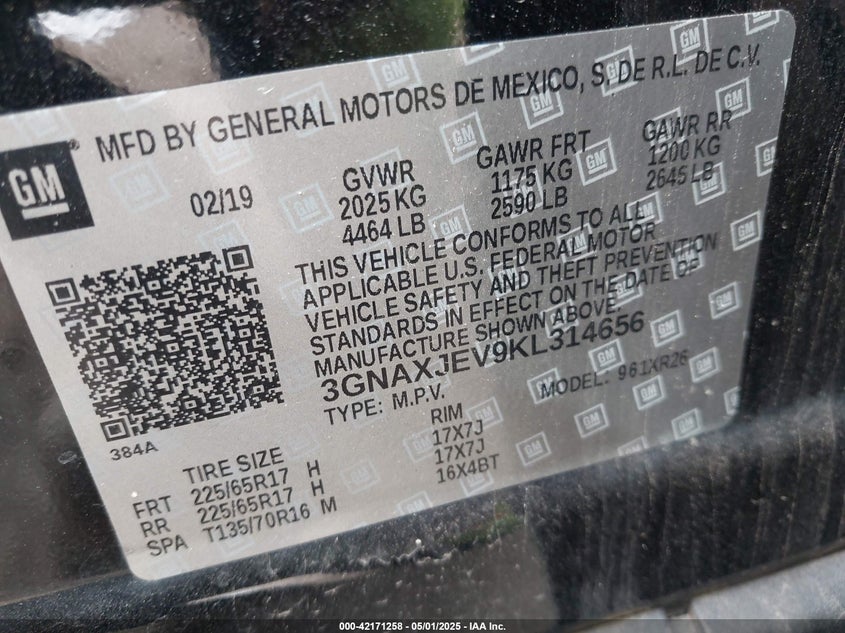 MFD BY GENERAL MOTORS DE MEXICO, S. DE R.L. DE C.V.
GM
02/19
GVWR
2025 KG
4464 LB
GAWR FRT
1175 KG
2590 LB
GAWR RR
1200 KG
2645 LB
THIS VEHICLE CONFORMS TO ALL
APPLICABLE U.S. FEDERAL MOTOR
VEHICLE SAFETY AND THEFT PREVENTION
STANDARDS IN EFFECT ON THE DATE OF
MANUFACTURE SHOWN ABOVE.
3GNAXJEV9KL314656
TYPE: M.P.V.
MODEL: 961XR26
384A
TIRE SIZE
RIM
FRT 225/65R17 H 17X7J
RR 225/65R17 H 17X7J
SPA T135/70R16 M 16X4BT
000-42171258 - 05/01/2025 - IAA Inc.